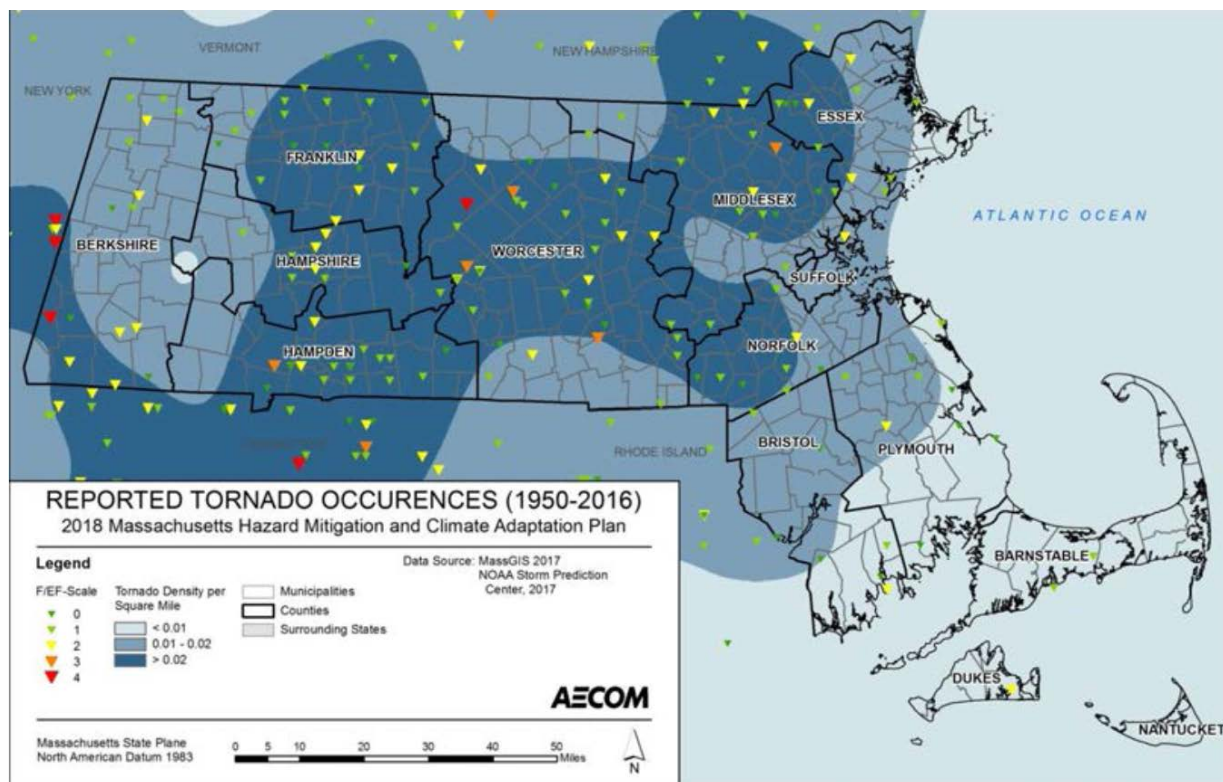 VERMONT
NEW HAMPSHIRE
NEW YORK
ESSEX
FRANKLIN
MIDDLESEX
ATLANTIC OCEAN
BERKSHIRE
HAMPSHIRE
WORCESTER
SUFFOLK
HAMPDEN
NORFOLK
BRISTOL
RHODE ISLAND
PLYMOUTH
BARNSTABLE
DUKES
NANTUCKET
REPORTED TORNADO OCCURENCES (1950-2016)
2018 Massachusetts Hazard Mitigation and Climate Adaptation Plan
Legend
F/EF-Scale
0
1
2
3
4
Tornado Density per
Square Mile
< 0.01
0.01 - 0.02
> 0.02
Municipalities
Counties
Surrounding States
Data Source: MassGIS 2017
NOAA Storm Prediction
Center, 2017
AECOM
Massachusetts State Plane
North American Datum 1983
0 5 10 20 30 40 50
Miles
N